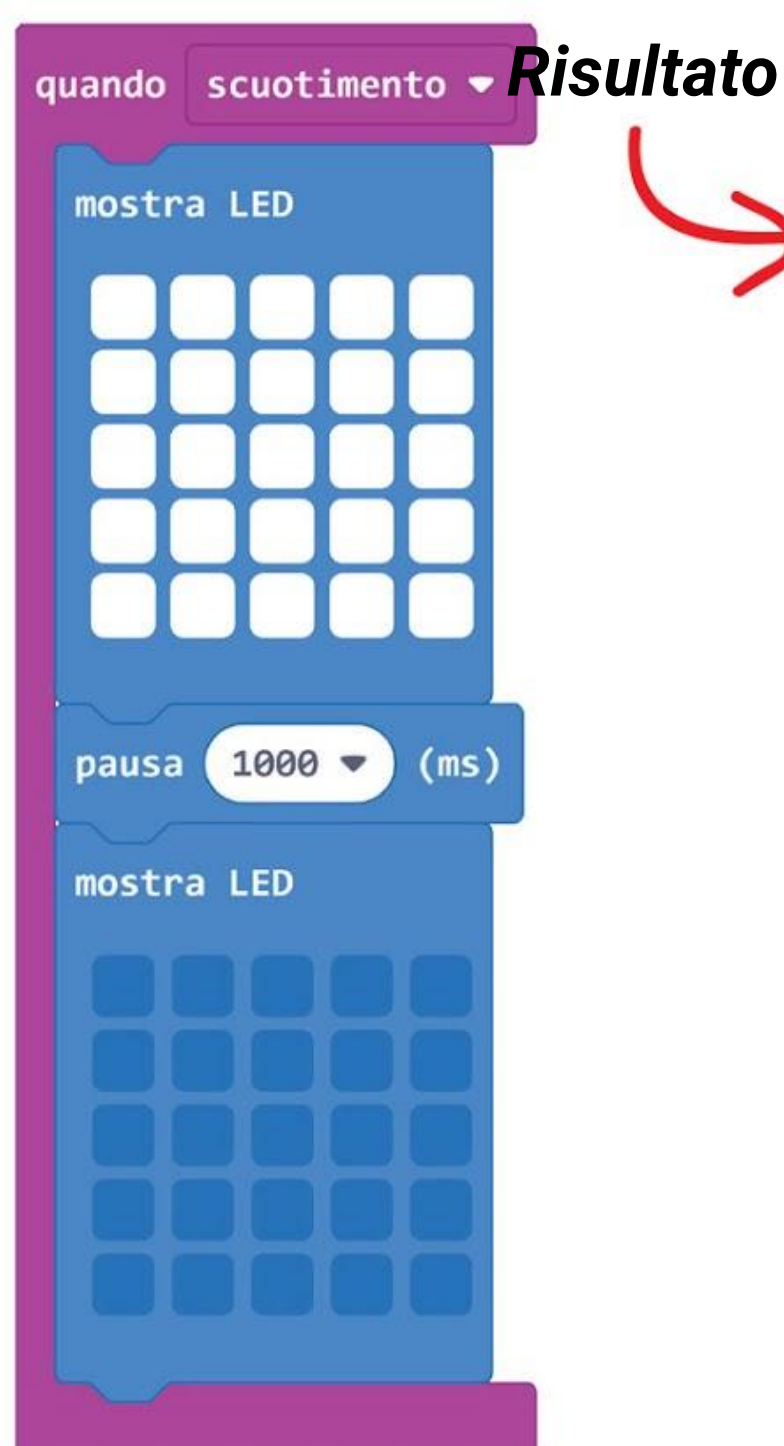 quando scuotimento
Risultato
mostra LED
pausa 1000 (ms)
mostra LED